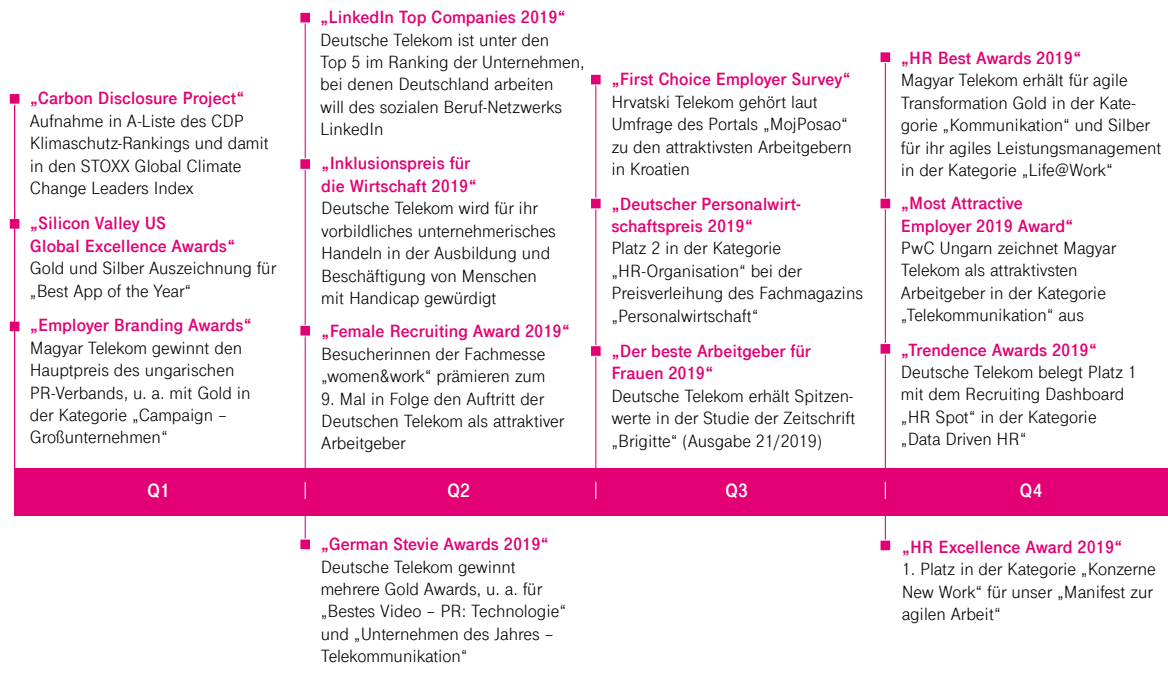 „Carbon Disclosure Project“
Aufnahme in A-Liste des CDP
Klimaschutz-Rankings und damit
in den STOXX Global Climate
Change Leaders Index
„Silicon Valley US
Global Excellence Awards“
Gold und Silber Auszeichnung für
„Best App of the Year“
„Employer Branding Awards“
Magyar Telekom gewinnt den
Hauptpreis des ungarischen
PR-Verbands, u. a. mit Gold in
der Kategorie „Campaign –
Großunternehmen“
„LinkedIn Top Companies 2019“
Deutsche Telekom ist unter den
Top 5 im Ranking der Unternehmen,
bei denen Deutschland arbeiten
will des sozialen Beruf-Netzwerks
LinkedIn
„Inklusionspreis für
die Wirtschaft 2019“
Deutsche Telekom wird für ihr
vorbildliches unternehmerisches
Handeln in der Ausbildung und
Beschäftigung von Menschen
mit Handicap gewürdigt
„Female Recruiting Award 2019“
Besucherinnen der Fachmesse
„women&work“ prämieren zum
9. Mal in Folge den Auftritt der
Deutschen Telekom als attraktiver
Arbeitgeber
„First Choice Employer Survey“
Hrvatski Telekom gehört laut
Umfrage des Portals „MojPosao“
zu den attraktivsten Arbeitgebern
in Kroatien
„Deutscher Personalwirt-
schaftspreis 2019“
Platz 2 in der Kategorie
„HR-Organisation“ bei der
Preisverleihung des Fachmagazins
„Personalwirtschaft“
„Der beste Arbeitgeber für
Frauen 2019“
Deutsche Telekom erhält Spitzen-
werte in der Studie der Zeitschrift
„Brigitte“ (Ausgabe 21/2019)
„HR Best Awards 2019“
Magyar Telekom erhält für agile
Transformation Gold in der Kate-
gorie „Kommunikation“ und Silber
für ihr agiles Leistungsmanagement
in der Kategorie „Life@Work“
„Most Attractive
Employer 2019 Award“
PwC Ungarn zeichnet Magyar
Telekom als attraktivsten
Arbeitgeber in der Kategorie
„Telekommunikation“ aus
„Trendence Awards 2019“
Deutsche Telekom belegt Platz 1
mit dem Recruiting Dashboard
„HR Spot“ in der Kategorie
„Data Driven HR“
Q1
Q2
Q3
Q4
„German Stevie Awards 2019“
Deutsche Telekom gewinnt
mehrere Gold Awards, u. a. für
„Bestes Video – PR: Technologie“
und „Unternehmen des Jahres –
Telekommunikation“
„HR Excellence Award 2019“
1. Platz in der Kategorie „Konzerne
New Work“ für unser „Manifest zur
agilen Arbeit“